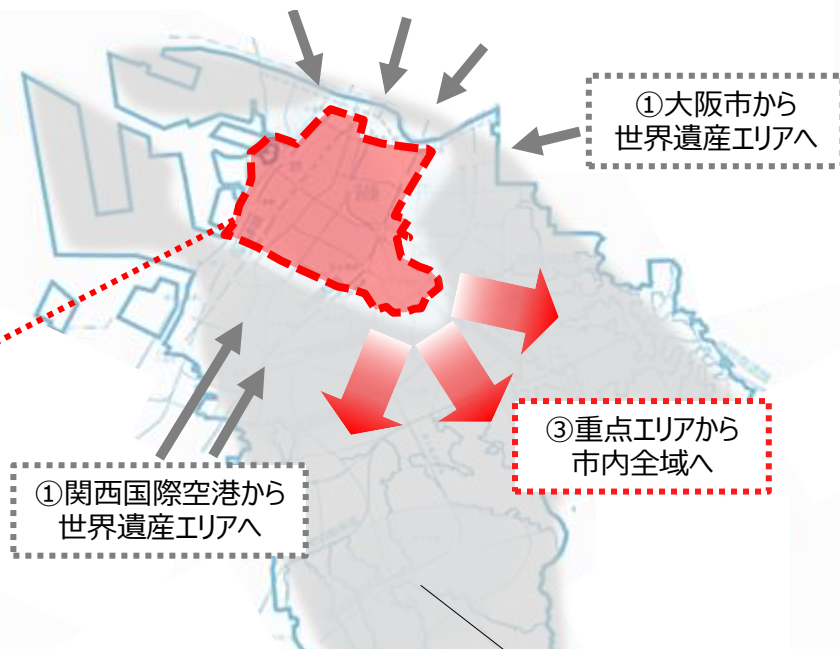 ①大阪市から
世界遺産エリアへ
③重点エリアから
市内全域へ
①関西国際空港から
世界遺産エリアへ